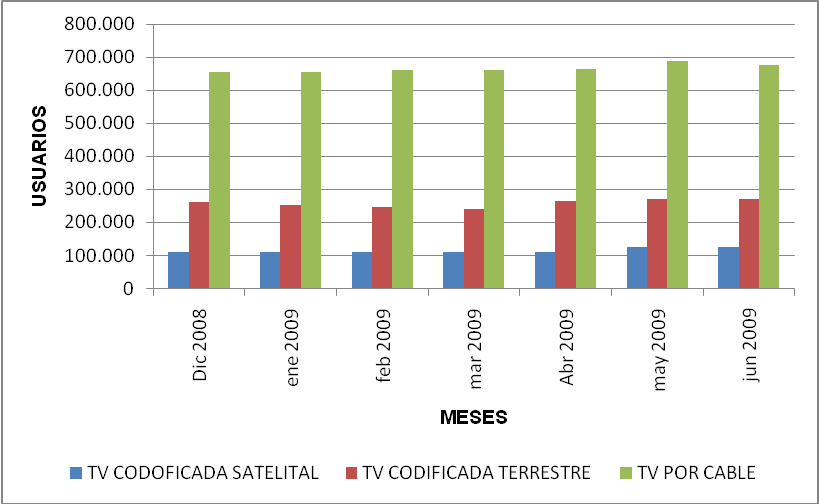 800.000
700.000
600.000
500.000
400.000
300.000
200.000
100.000
0
USUARIOS
Dic 2008
ene 2009
feb 2009
mar 2009
Abr 2009
may 2009
jun 2009
MESES
TV CODOFICADA SATELITAL
TV CODIFICADA TERRESTRE
TV POR CABLE